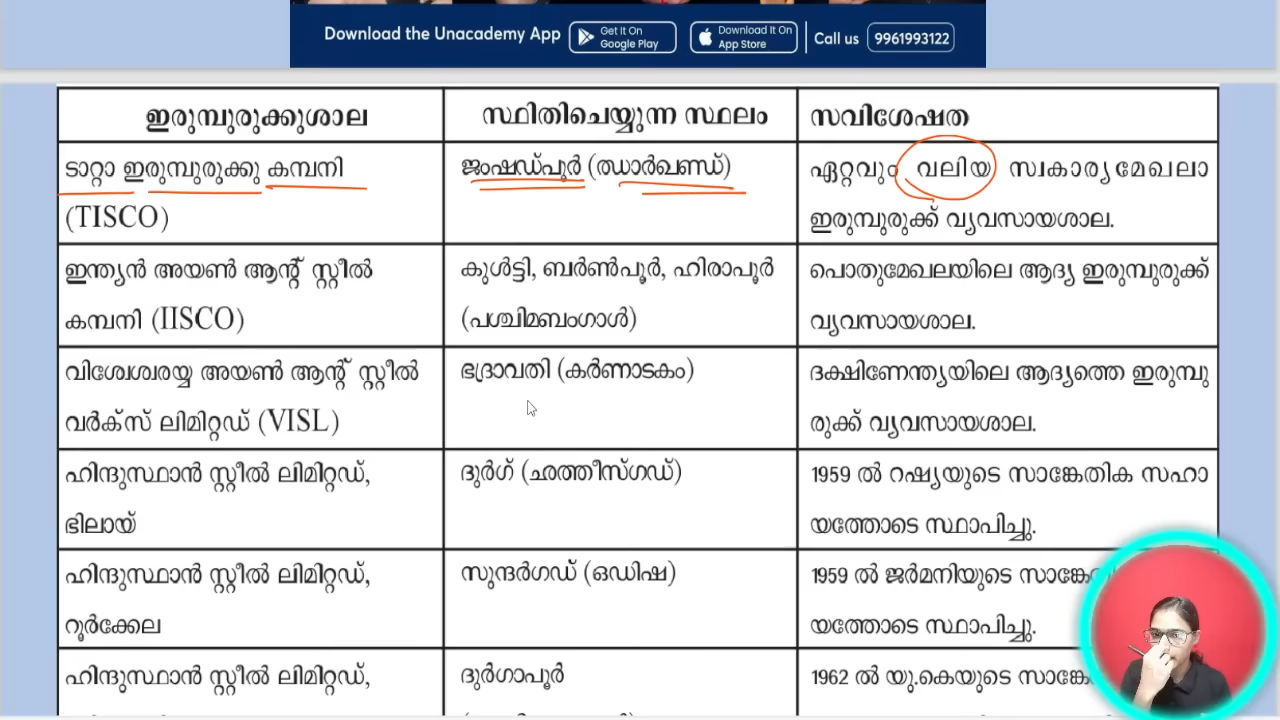 Download the Unacademy App
Get It On
Google Play
Download It On
App Store
Call us
9961993122
ഇരുമ്പുരുക്കുശാല
സ്ഥിതിചെയ്യുന്ന സ്ഥലം
സവിശേഷത
ടാറ്റാ ഇരുമ്പുരുക്കു കമ്പനി
(TISCO)
ജംഷഡ്പൂർ (ഝാർഖണ്ഡ്)
ഏറ്റവും വലിയ സ്വകാര്യമേഖലാ
ഇരുമ്പുരുക്ക് വ്യവസായശാല.
ഇന്ത്യൻ അയൺ ആന്റ് സ്റ്റീൽ
കമ്പനി (IISCO)
കുൾട്ടി, ബർൺപൂർ, ഹിരാപൂർ
(പശ്ചിമബംഗാൾ)
പൊതുമേഖലയിലെ ആദ്യ ഇരുമ്പുരുക്ക്
വ്യവസായശാല.
വിശ്വേശ്വരയ്യ അയൺ ആന്റ് സ്റ്റീൽ
വർക്സ് ലിമിറ്റഡ് (VISL)
ഭദ്രാവതി (കർണാടകം)
ദക്ഷിണേന്ത്യയിലെ ആദ്യത്തെ ഇരുമ്പു
രുക്ക് വ്യവസായശാല.
ഹിന്ദുസ്ഥാൻ സ്റ്റീൽ ലിമിറ്റഡ്,
ഭിലായ്
ദുർഗ് (ഛത്തീസ്ഗഡ്)
1959 ൽ റഷ്യയുടെ സാങ്കേതിക സഹാ
യത്തോടെ സ്ഥാപിച്ചു.
ഹിന്ദുസ്ഥാൻ സ്റ്റീൽ ലിമിറ്റഡ്,
റൂർക്കേല
സുന്ദർഗഡ് (ഒഡിഷ)
1959 ൽ ജർമനിയുടെ
യത്തോടെ സ്ഥാപിച്ചു.
ഹിന്ദുസ്ഥാൻ സ്റ്റീൽ ലിമിറ്റഡ്,
ദുർഗാപൂർ
1962 ൽ യു.കെയുടെ